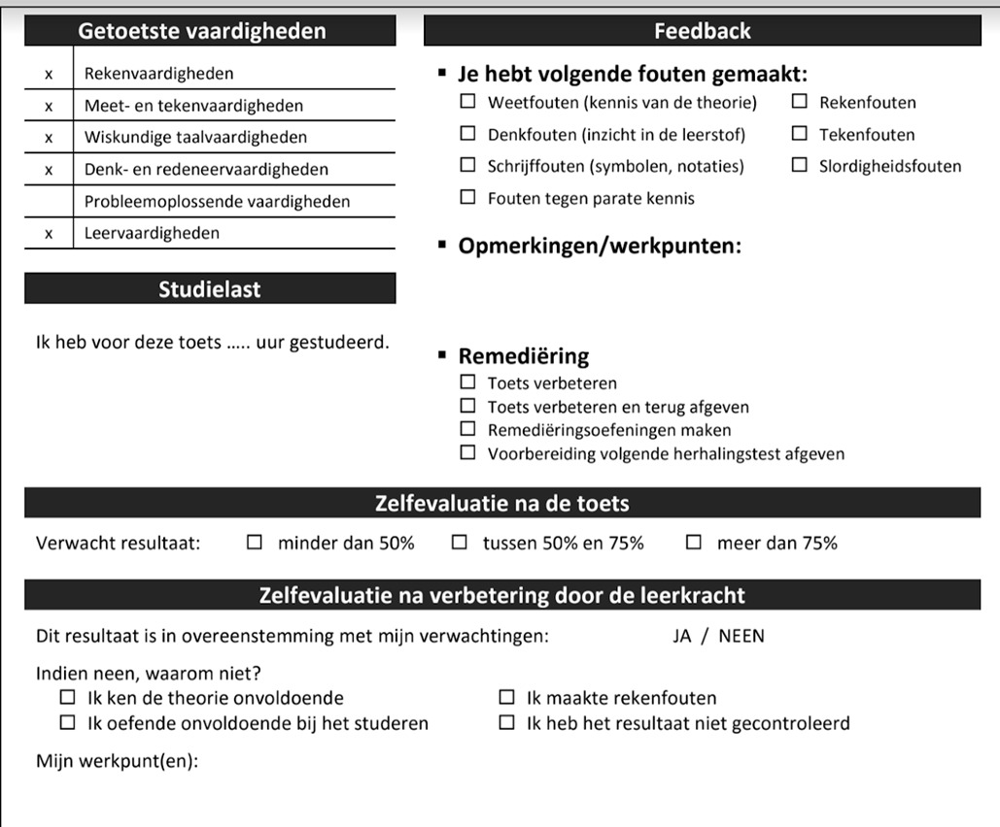 Getoetste vaardigheden
x Rekenvaardigheden
x Meet- en tekenvaardigheden
x Wiskundige taalvaardigheden
x Denk- en redeneervaardigheden
Probleemoplossende vaardigheden
x Leervaardigheden
Studielast
Ik heb voor deze toets ..... uur gestudeerd.
Feedback
▪ Je hebt volgende fouten gemaakt:
☐ Weetfouten (kennis van de theorie) ☐ Rekenfouten
☐ Denkfouten (inzicht in de leerstof) ☐ Tekenfouten
☐ Schrijffouten (symbolen, notaties) ☐ Slordigheidsfouten
☐ Fouten tegen parate kennis
▪ Opmerkingen/werkpunten:
▪ Remediëring
☐ Toets verbeteren
☐ Toets verbeteren en terug afgeven
☐ Remediëringsoefeningen maken
☐ Voorbereiding volgende herhalingstest afgeven
Zelfevaluatie na de toets
Verwacht resultaat: ☐ minder dan 50% ☐ tussen 50% en 75% ☐ meer dan 75%
Zelfevaluatie na verbetering door de leerkracht
Dit resultaat is in overeenstemming met mijn verwachtingen: JA / NEEN
Indien neen, waarom niet?
☐ Ik ken de theorie onvoldoende ☐ Ik maakte rekenfouten
☐ Ik oefende onvoldoende bij het studeren ☐ Ik heb het resultaat niet gecontroleerd
Mijn werkpunt(en):